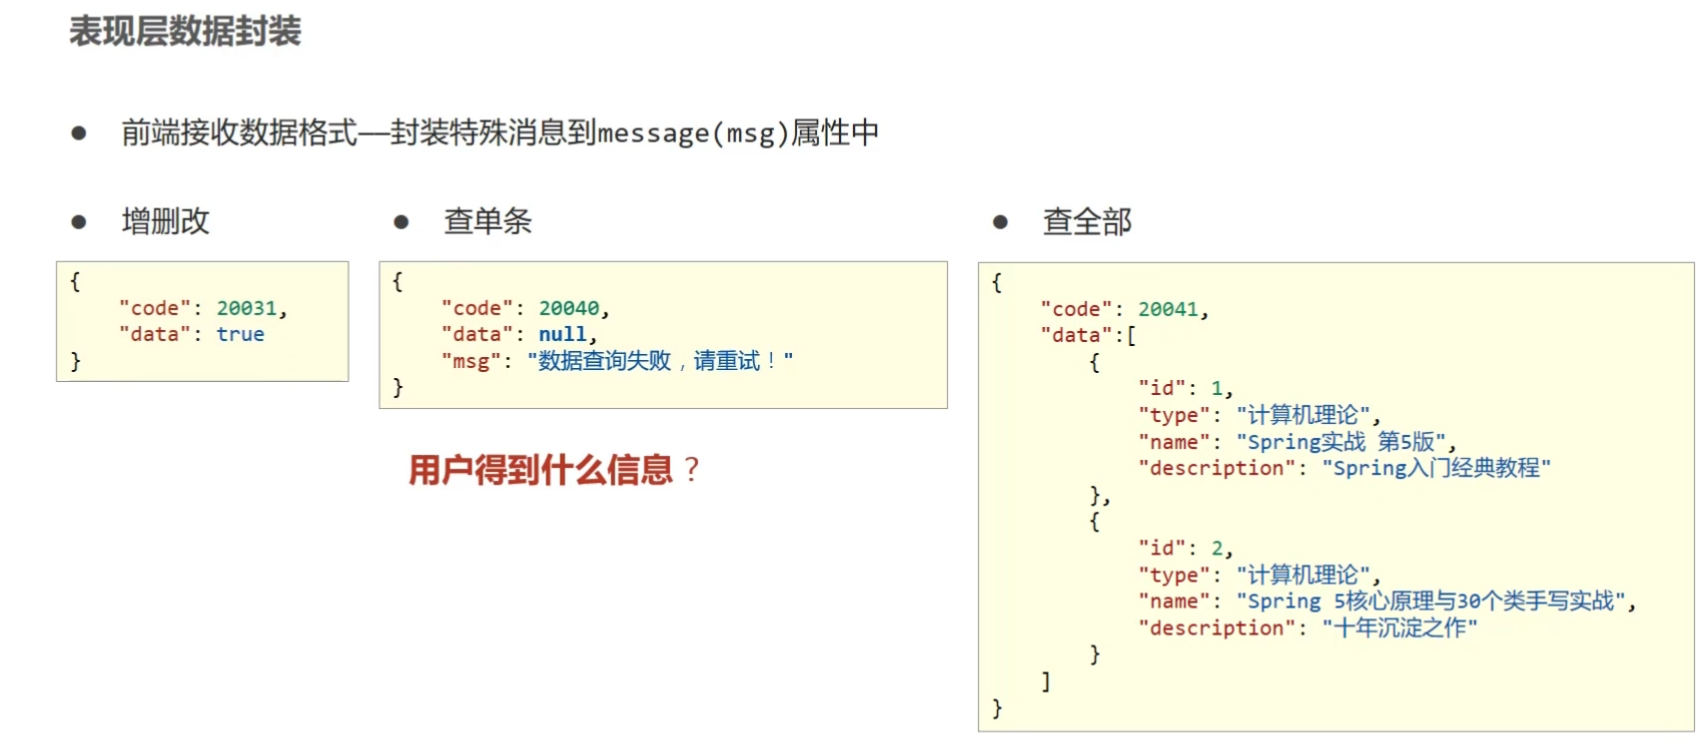 表现层数据封装
● 前端接收数据格式—封装特殊消息到message(msg)属性中
● 增删改
{
"code": 20031,
"data": true
}
● 查单条
{
"code": 20040,
"data": null,
"msg": "数据查询失败，请重试！"
}
用户得到什么信息？
● 查全部
{
"code": 20041,
"data":[
{
"id": 1,
"type": "计算机理论",
"name": "Spring实战 第5版",
"description": "Spring入门经典教程"
},
{
"id": 2,
"type": "计算机理论",
"name": "Spring 5核心原理与30个类手写实战",
"description": "十年沉淀之作"
}
]
}